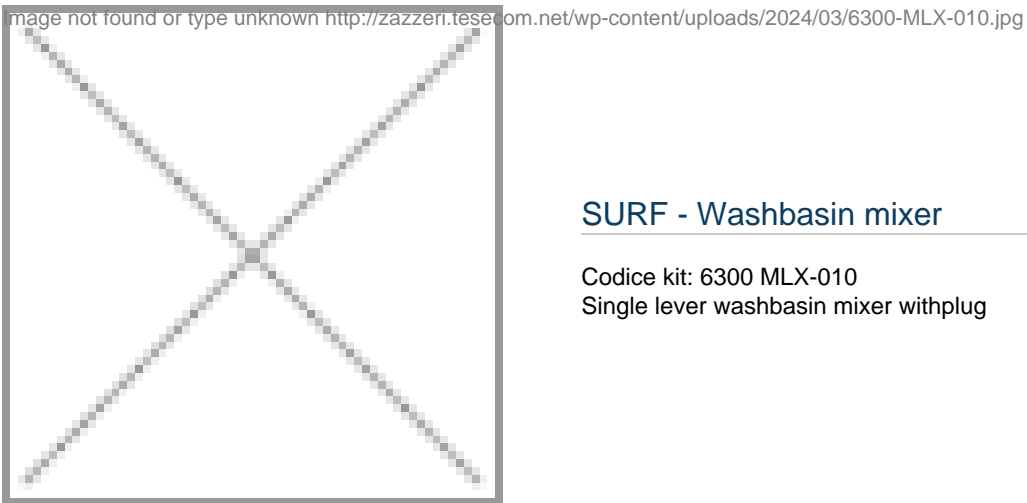 Image not found or type unknown http://zazzeri.tesecom.net/wp-content/uploads/2024/03/6300-MLX-010.jpg
SURF - Washbasin mixer
Codice kit: 6300 MLX-010
Single lever washbasin mixer withplug